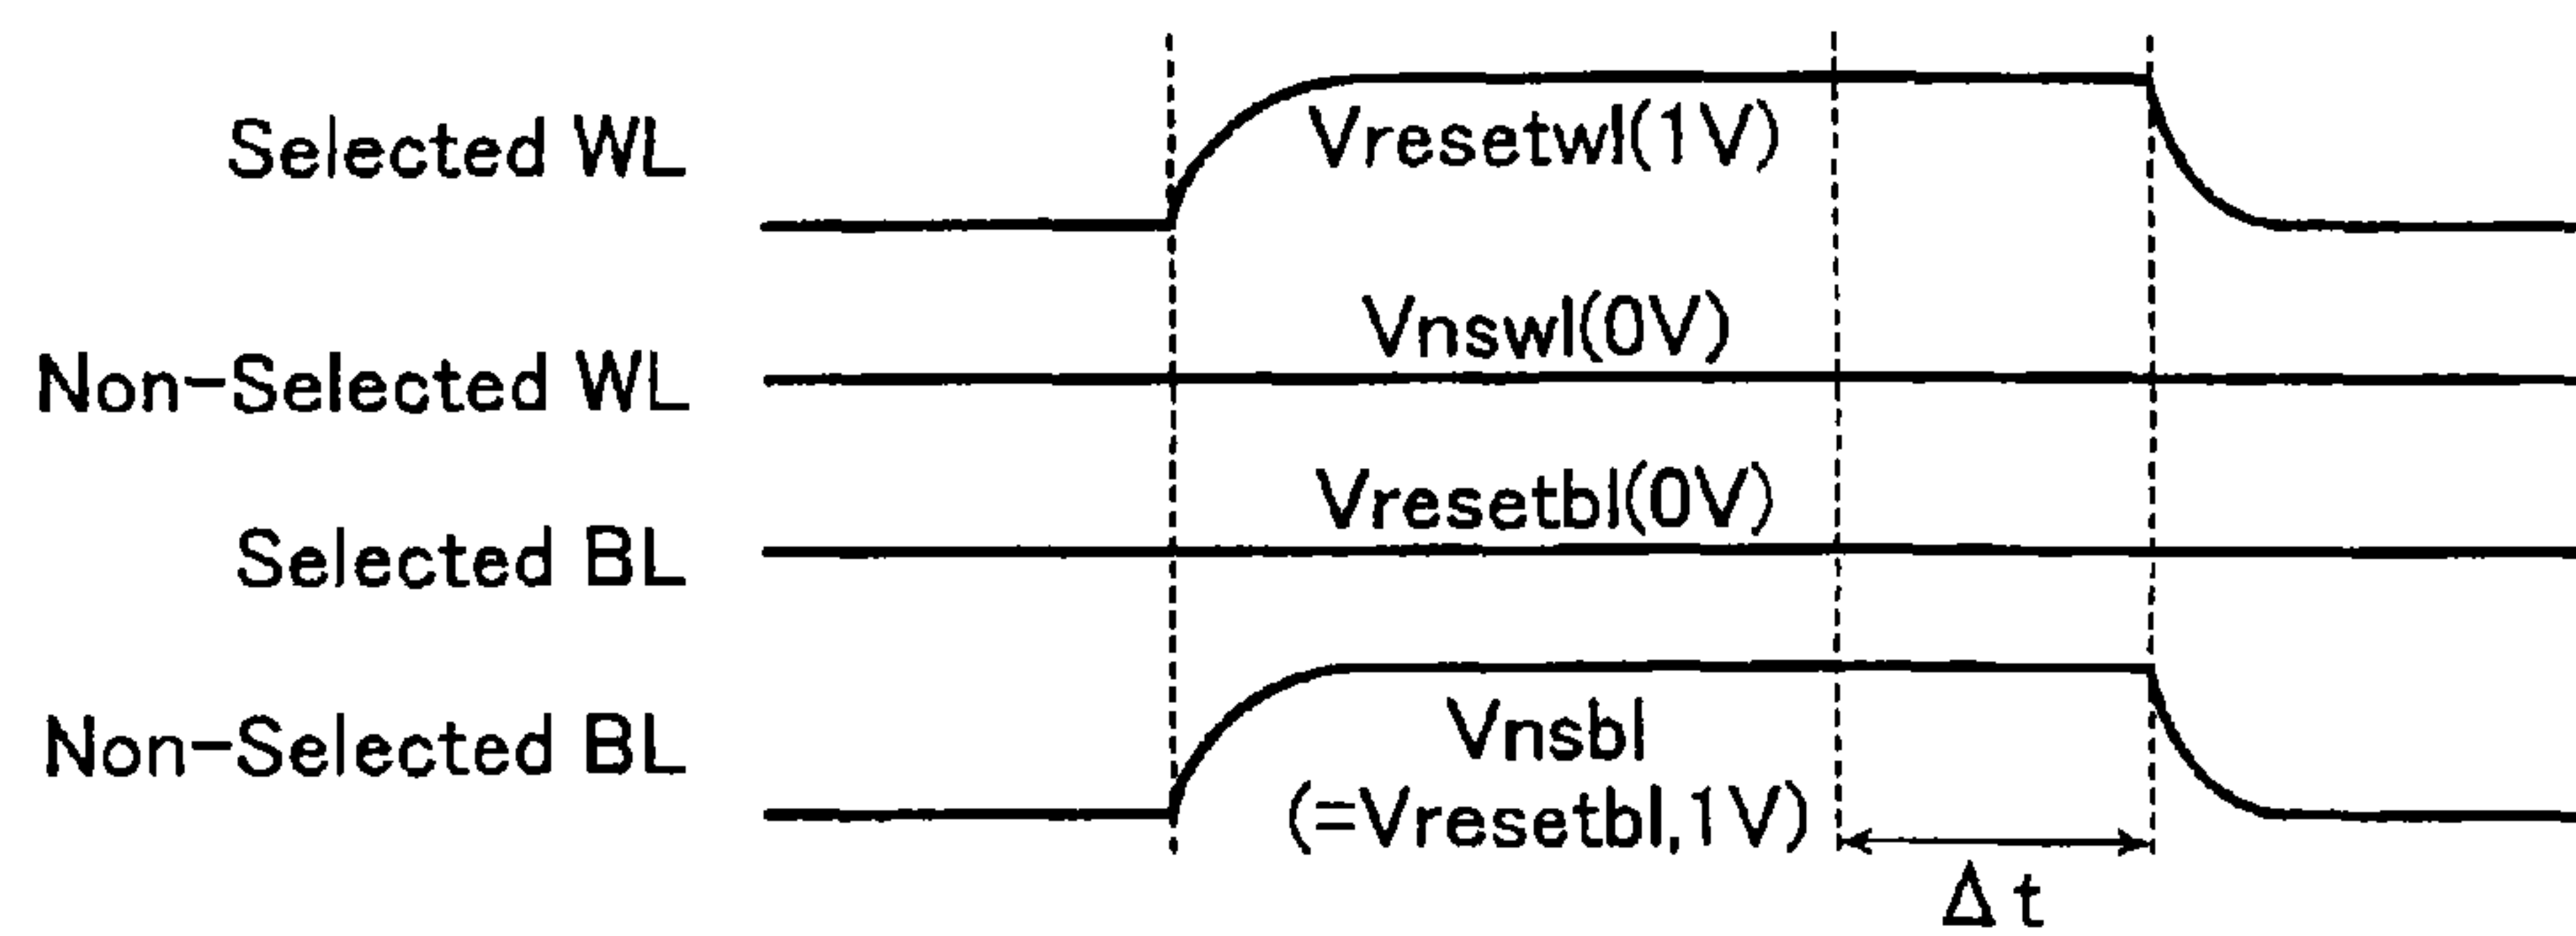 Selected WL
Vresetwl(1V)
Vnswl(0V)
Non-Selected WL
Vresetbl(0V)
Selected BL
Non-Selected BL
Vnsbl
(=Vresetbl,1V)
Δt